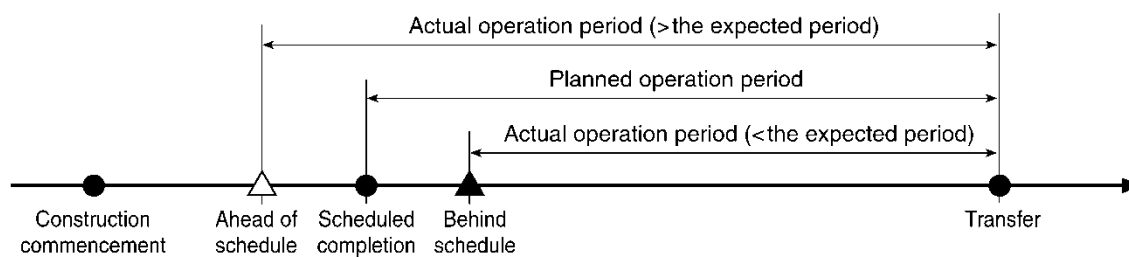 Actual operation period (>the expected period)
Planned operation period
Actual operation period (<the expected period)
Construction
commencement
Ahead of
schedule
Scheduled
completion
Behind
schedule
Transfer